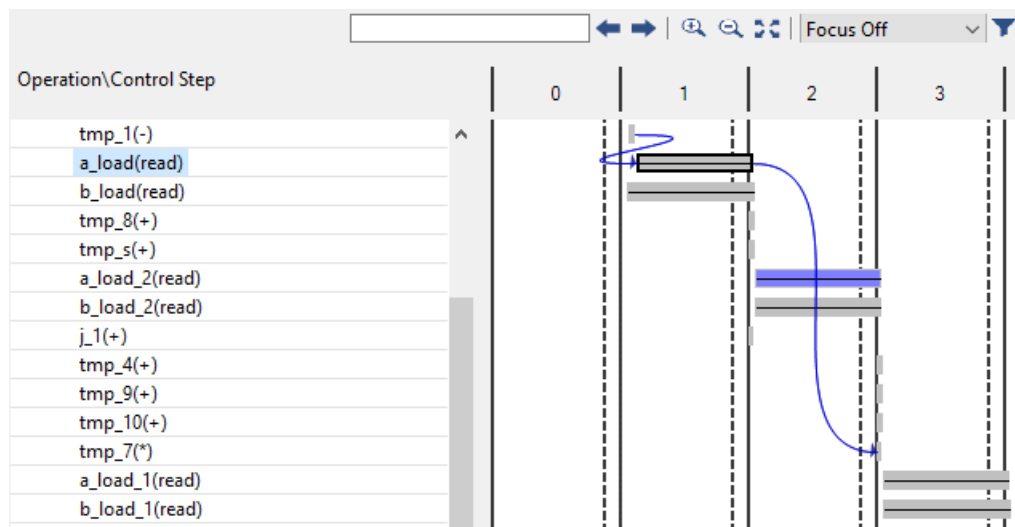 Focus Off
Operation\Control Step
0 1 2 3
tmp_1(-)
a_load(read)
b_load(read)
tmp_8(+)
tmp_s(+)
a_load_2(read)
b_load_2(read)
j_1(+)
tmp_4(+)
tmp_9(+)
tmp_10(+)
tmp_7(*)
a_load_1(read)
b_load_1(read)